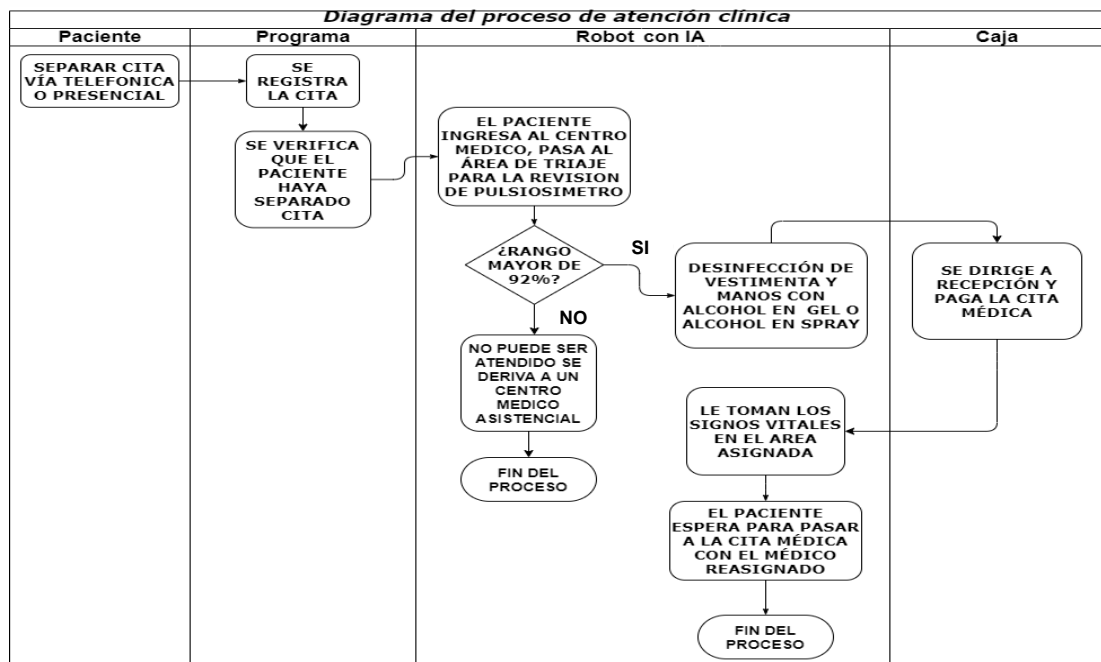 Diagrama del proceso de atención clínica
Paciente
Programa
Robot con IA
Caja
SEPARAR CITA
VÍA TELEFONICA
O PRESENCIAL
SE
REGISTRA
LA CITA
SE VERIFICA
QUE EL
PACIENTE
HAYA
SEPARADO
CITA
EL PACIENTE
INGRESA AL CENTRO
MEDICO, PASA AL
ÁREA DE TRIAJE
PARA LA REVISION
DE PULSIOSIMETRO
¿RANGO
MAYOR DE
92%?
SI
NO
DESINFECCIÓN DE
VESTIMENTA Y
MANOS CON
ALCOHOL EN GEL O
ALCOHOL EN SPRAY
SE DIRIGE A
RECEPCIÓN Y
PAGA LA CITA
MÉDICA
NO PUEDE SER
ATENDIDO SE
DERIVA A UN
CENTRO
MEDICO
ASISTENCIAL
FIN DEL
PROCESO
LE TOMAN LOS
SIGNOS VITALES
EN EL AREA
ASIGNADA
EL PACIENTE
ESPERA PARA PASAR
A LA CITA MÉDICA
CON EL MÉDICO
REASIGNADO
FIN DEL
PROCESO